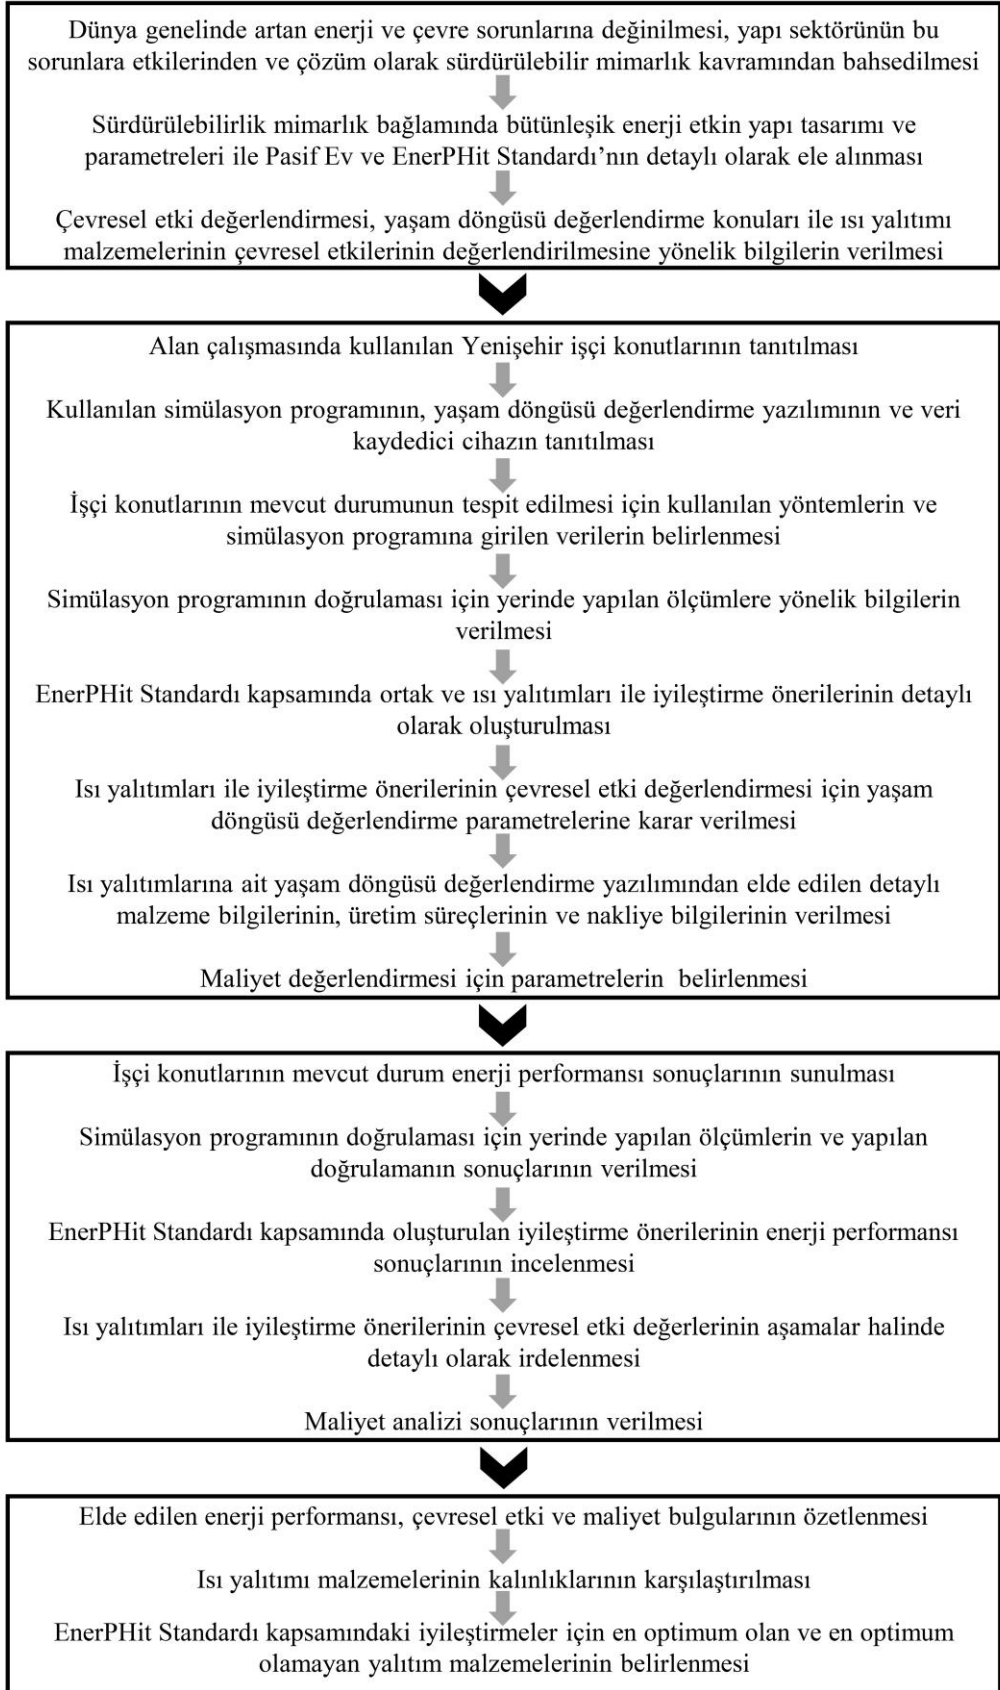 Dünya genelinde artan enerji ve çevre sorunlarına değinilmesi, yapı sektörünün bu
sorunlara etkilerinden ve çözüm olarak sürdürülebilir mimarlık kavramından bahsedilmesi
Sürdürülebilirlik mimarlık bağlamında bütünleşik enerji etkin yapı tasarımı ve
parametreleri ile Pasif Ev ve EnerPHit Standardı’nın detaylı olarak ele alınması
Çevresel etki değerlendirmesi, yaşam döngüsü değerlendirme konuları ile ısı yalıtımı
malzemelerinin çevresel etkilerinin değerlendirilmesine yönelik bilgilerin verilmesi
Alan çalışmasında kullanılan Yenişehir işçi konutlarının tanıtılması
Kullanılan simülasyon programının, yaşam döngüsü değerlendirme yazılımının ve veri
kaydedici cihazın tanıtılması
İşçi konutlarının mevcut durumunun tespit edilmesi için kullanılan yöntemlerin ve
simülasyon programına girilen verilerin belirlenmesi
Simülasyon programının doğrulaması için yerinde yapılan ölçümlere yönelik bilgilerin
verilmesi
EnerPHit Standardı kapsamında ortak ve ısı yalıtımları ile iyileştirme önerilerinin detaylı
olarak oluşturulması
Isı yalıtımları ile iyileştirme önerilerinin çevresel etki değerlendirmesi için yaşam
döngüsü değerlendirme parametrelerine karar verilmesi
Isı yalıtımlarına ait yaşam döngüsü değerlendirme yazılımından elde edilen detaylı
malzeme bilgilerinin, üretim süreçlerinin ve nakliye bilgilerinin verilmesi
Maliyet değerlendirmesi için parametrelerin belirlenmesi
İşçi konutlarının mevcut durum enerji performansı sonuçlarının sunulması
Simülasyon programının doğrulaması için yerinde yapılan ölçümlerin ve yapılan
doğrulamanın sonuçlarının verilmesi
EnerPHit Standardı kapsamında oluşturulan iyileştirme önerilerinin enerji performansı
sonuçlarının incelenmesi
Isı yalıtımları ile iyileştirme önerilerinin çevresel etki değerlerinin aşamalar halinde
detaylı olarak irdelenmesi
Maliyet analizi sonuçlarının verilmesi
Elde edilen enerji performansı, çevresel etki ve maliyet bulgularının özetlenmesi
Isı yalıtımı malzemelerinin kalınlıklarının karşılaştırılması
EnerPHit Standardı kapsamındaki iyileştirmeler için en optimum olan ve en optimum
olamayan yalıtım malzemelerinin belirlenmesi